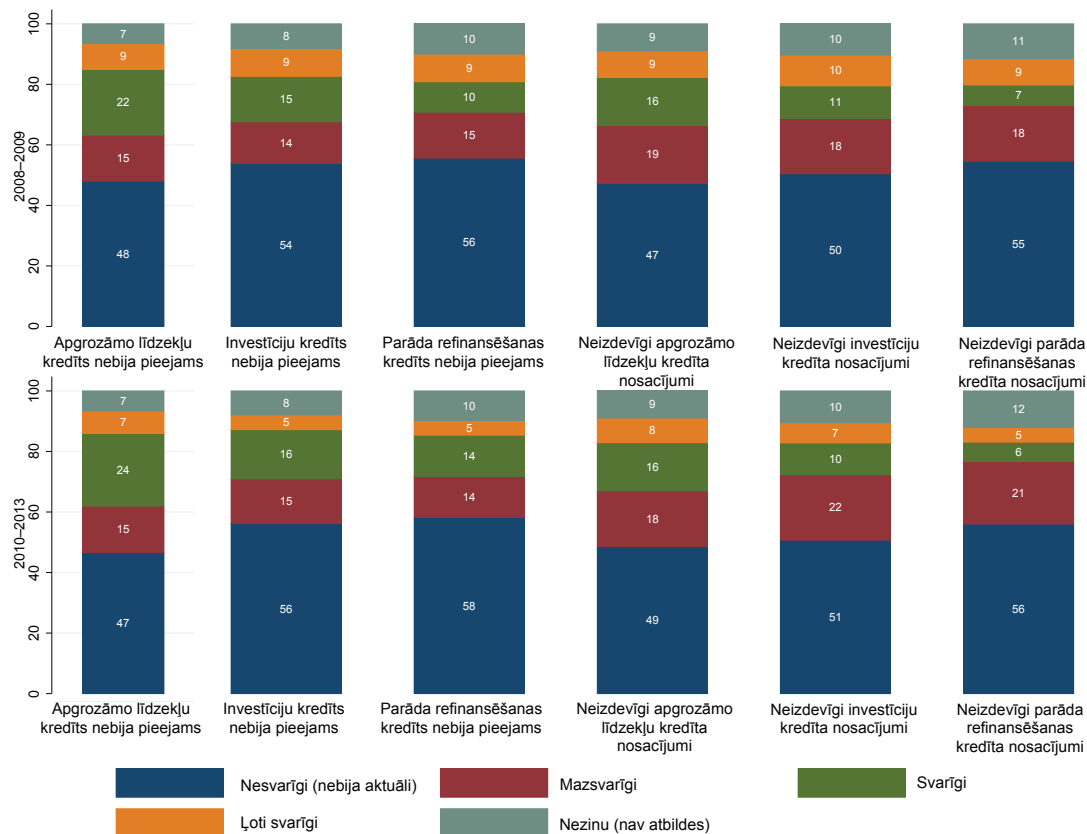 100
80
60
40
20
0
2008–2009
7
9
22
15
48
8
9
15
14
54
10
9
10
15
56
9
9
16
19
47
10
10
11
18
50
11
9
7
18
55
Apgrozāmo līdzekļu
kredīts nebija pieejams
Investīciju kredīts
nebija pieejams
Parāda refinansēšanas
kredīts nebija pieejams
Neizdevīgi apgrozāmo
līdzekļu kredīta
nosacījumi
Neizdevīgi investīciju
kredīta nosacījumi
Neizdevīgi parāda
refinansēšanas
kredīta nosacījumi
100
80
60
40
20
0
2010–2013
7
7
24
15
47
8
5
16
15
56
10
5
14
14
58
9
8
16
18
49
10
7
10
22
51
12
5
6
21
56
Apgrozāmo līdzekļu
kredīts nebija pieejams
Investīciju kredīts
nebija pieejams
Parāda refinansēšanas
kredīts nebija pieejams
Neizdevīgi apgrozāmo
līdzekļu kredīta
nosacījumi
Neizdevīgi investīciju
kredīta nosacījumi
Neizdevīgi parāda
refinansēšanas
kredīta nosacījumi
Nesvarīgi (nebija aktuāli)
Mazsvarīgi
Svarīgi
Ļoti svarīgi
Nezinu (nav atbildes)